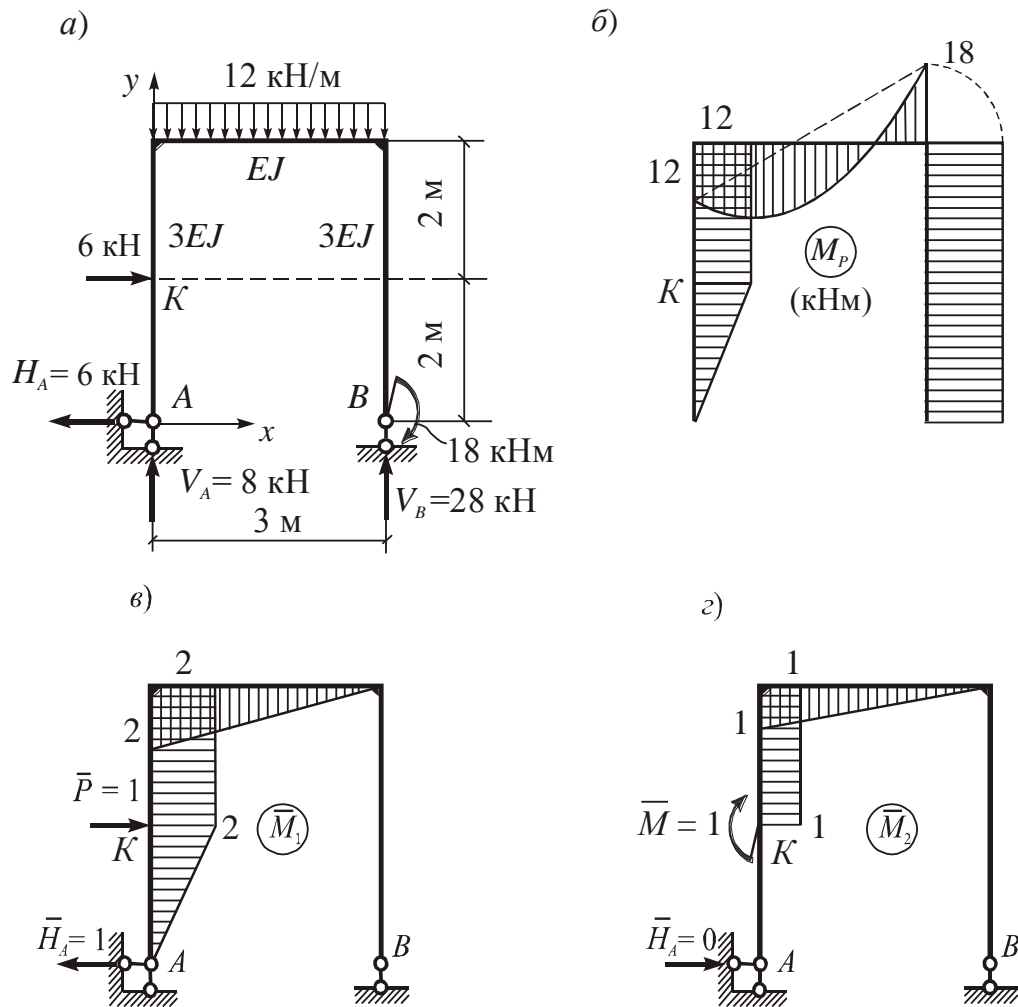 а)
12 кН/м
y
EJ
3EJ
3EJ
2 м
6 кН
К
2 м
H_A= 6 кН
A
B
x
18 кНм
V_A= 8 кН
V_B=28 кН
3 м
б)
18
12
12
M_P
К
(кНм)
в)
2
2
P̄ = 1
2
M̄_1
К
H̄_A= 1
A
B
г)
1
1
M̄ = 1
1
M̄_2
К
H̄_A= 0
A
B